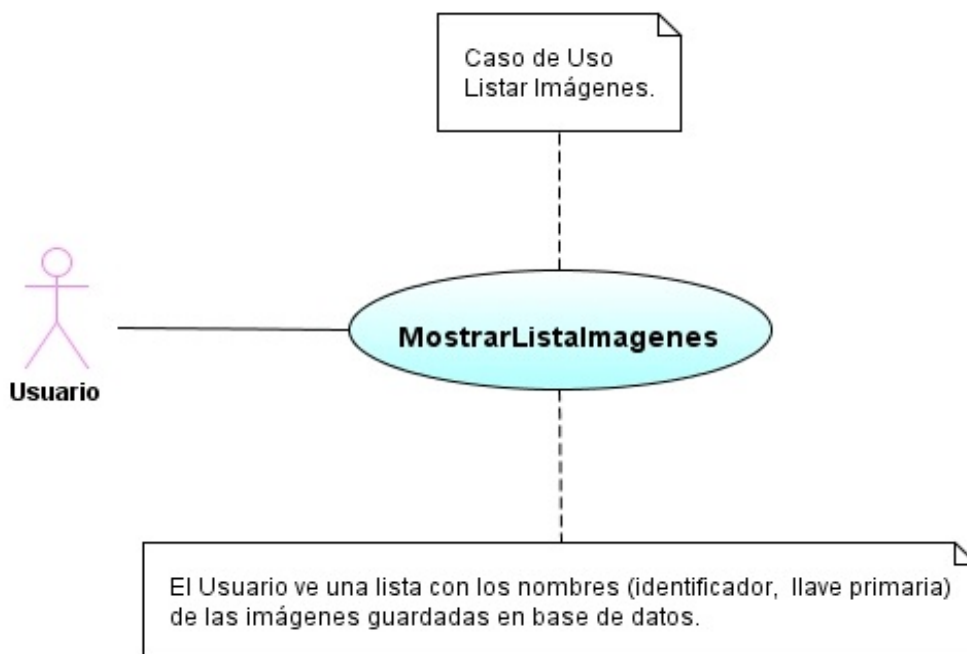 Caso de Uso
Listar Imágenes.
MostrarListaImagenes
Usuario
El Usuario ve una lista con los nombres (identificador, llave primaria)
de las imágenes guardadas en base de datos.